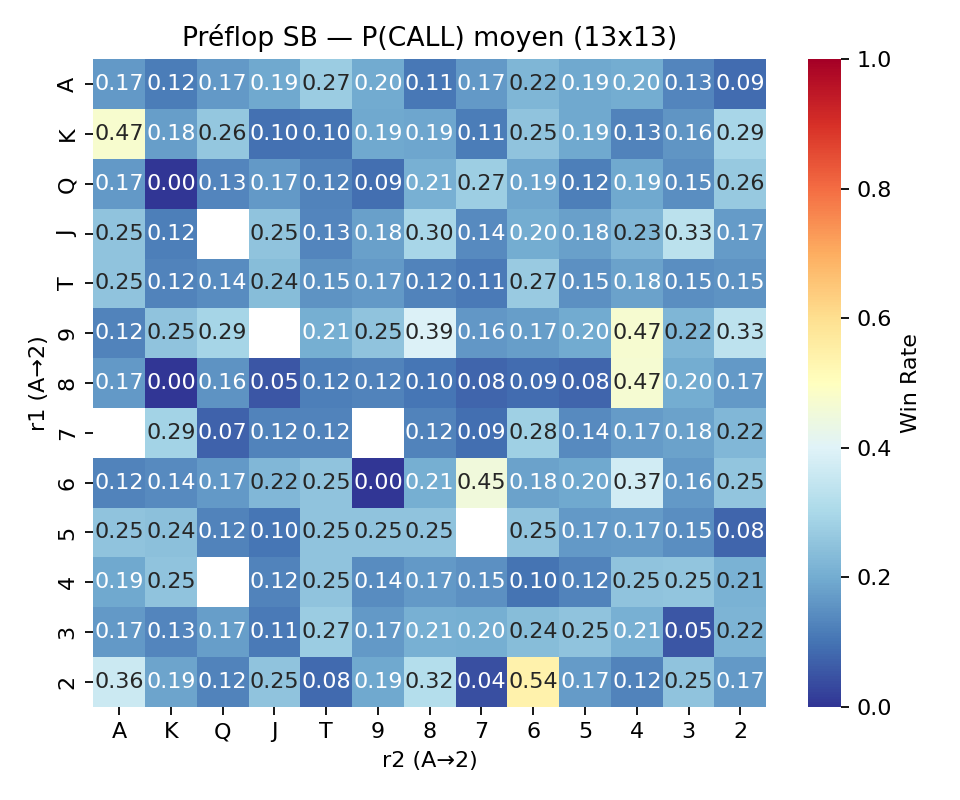 Préflop SB — P(CALL) moyen (13x13)
A 0.17 0.12 0.17 0.19 0.27 0.20 0.11 0.17 0.22 0.19 0.20 0.13 0.09
K 0.47 0.18 0.26 0.10 0.10 0.19 0.19 0.11 0.25 0.19 0.13 0.16 0.29
Q 0.17 0.00 0.13 0.17 0.12 0.09 0.21 0.27 0.19 0.12 0.19 0.15 0.26
J 0.25 0.12 0.25 0.13 0.18 0.30 0.14 0.20 0.18 0.23 0.33 0.17
T 0.25 0.12 0.14 0.24 0.15 0.17 0.12 0.11 0.27 0.15 0.18 0.15 0.15
9 0.12 0.25 0.29 0.21 0.25 0.39 0.16 0.17 0.20 0.47 0.22 0.33
8 0.17 0.00 0.16 0.05 0.12 0.12 0.10 0.08 0.09 0.08 0.47 0.20 0.17
7 0.29 0.07 0.12 0.12 0.12 0.09 0.28 0.14 0.17 0.18 0.22
6 0.12 0.14 0.17 0.22 0.25 0.00 0.21 0.45 0.18 0.20 0.37 0.16 0.25
5 0.25 0.24 0.12 0.10 0.25 0.25 0.25 0.25 0.17 0.17 0.15 0.08
4 0.19 0.25 0.12 0.25 0.14 0.17 0.15 0.10 0.12 0.25 0.25 0.21
3 0.17 0.13 0.17 0.11 0.27 0.17 0.21 0.20 0.24 0.25 0.21 0.05 0.22
2 0.36 0.19 0.12 0.25 0.08 0.19 0.32 0.04 0.54 0.17 0.12 0.25 0.17
A K Q J T 9 8 7 6 5 4 3 2
r2 (A→2)
r1 (A→2)
1.0
0.8
0.6
0.4
0.2
0.0
Win Rate